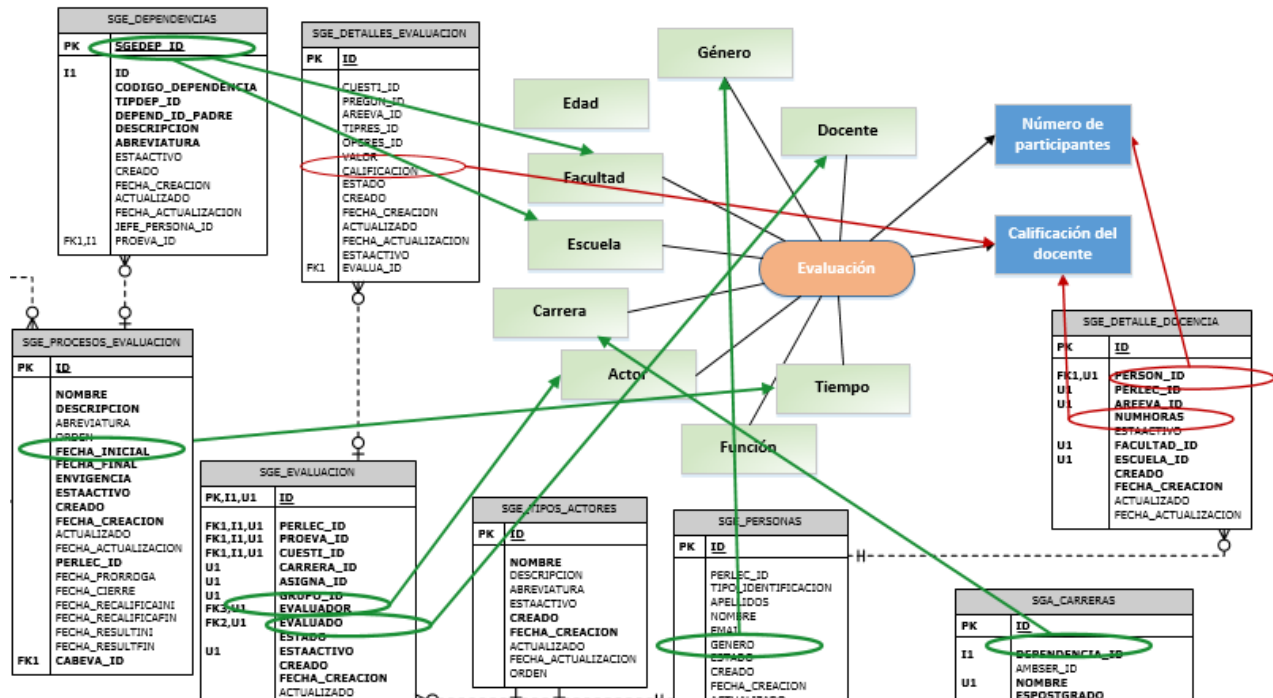 SGE_DEPENDENCIAS
PK SGEDEP_ID
I1 ID
CODIGO_DEPENDENCIA
TIPDEP_ID
DEPEND_ID_PADRE
DESCRIPCION
ABREVIATURA
ESTAACTIVO
CREADO
FECHA_CREACION
ACTUALIZADO
FECHA_ACTUALIZACION
JEFE_PERSONA_ID
FK1,I1 PROEVA_ID
SGE_DETALLES_EVALUACION
PK ID
CUESTI_ID
PREGUN_ID
AREEVA_ID
TIPRES_ID
OPSRES_ID
VALOR
CALIFICACION
ESTADO
CREADO
FECHA_CREACION
ACTUALIZADO
FECHA_ACTUALIZACION
ESTAACTIVO
FK1 EVALUA_ID
Género
Edad
Docente
Número de
participantes
Facultad
Escuela
Calificación del
docente
Evaluación
Carrera
Actor
Tiempo
Función
SGE_DETALLE_DOCENCIA
PK ID
FK1,U1 PERSON_ID
U1 PERLEC_ID
U1 AREEVA_ID
NUMHORAS
ESTAACTIVO
U1 FACULTAD_ID
U1 ESCUELA_ID
CREADO
FECHA_CREACION
ACTUALIZADO
FECHA_ACTUALIZACION
SGE_PROCESOS_EVALUACION
PK ID
NOMBRE
DESCRIPCION
ABREVIATURA
ORDEN
FECHA_INICIAL
FECHA_FINAL
ENVIGENCIA
ESTAACTIVO
CREADO
FECHA_CREACION
ACTUALIZADO
FECHA_ACTUALIZACION
PERLEC_ID
FECHA_PRORROGA
FECHA_CIERRE
FECHA_RECALIFICAINI
FECHA_RECALIFICAFIN
FECHA_RESULTINI
FECHA_RESULTFIN
FK1 CABEVA_ID
SGE_EVALUACION
PK,I1,U1 ID
FK1,I1,U1 PERLEC_ID
FK1,I1,U1 PROEVA_ID
FK1,I1,U1 CUESTI_ID
U1 CARRERA_ID
U1 ASIGNA_ID
U1 GRUPO_ID
FK3,U1 EVALUADOR
FK2,U1 EVALUADO
ESTADO
U1 ESTAACTIVO
CREADO
FECHA_CREACION
ACTUALIZADO
SGE_TIPOS_ACTORES
PK ID
NOMBRE
DESCRIPCION
ABREVIATURA
ESTAACTIVO
CREADO
FECHA_CREACION
ACTUALIZADO
FECHA_ACTUALIZACION
ORDEN
SGE_PERSONAS
PK ID
PERLEC_ID
TIPO_IDENTIFICACION
APELLIDOS
NOMBRE
EMAIL
GENERO
ESTADO
CREADO
FECHA_CREACION
SGA_CARRERAS
PK ID
I1 DEPENDENCIA_ID
AMBSER_ID
U1 NOMBRE
ESPOSTGRADO